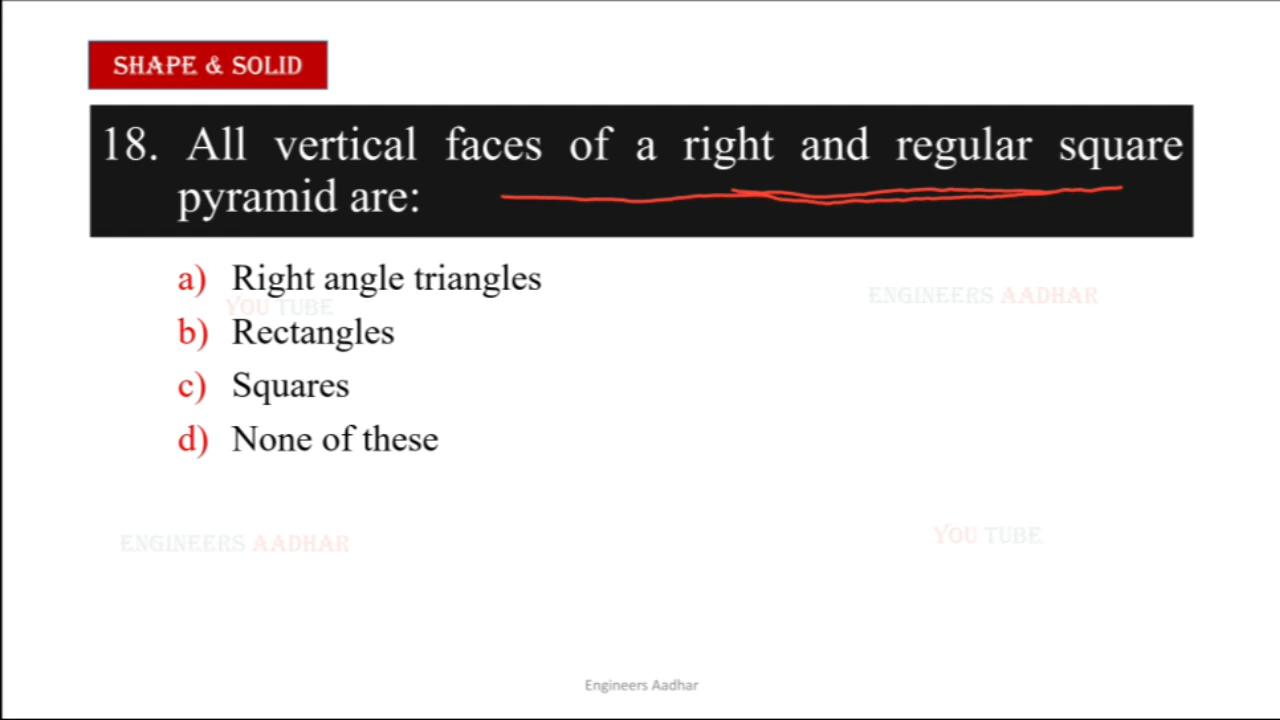 SHAPE & SOLID
18. All vertical faces of a right and regular square
pyramid are:
a) Right angle triangles
YOU TUBE
ENGINEERS AADHAR
b) Rectangles
c) Squares
d) None of these
ENGINEERS AADHAR
YOU TUBE
Engineers Aadhar